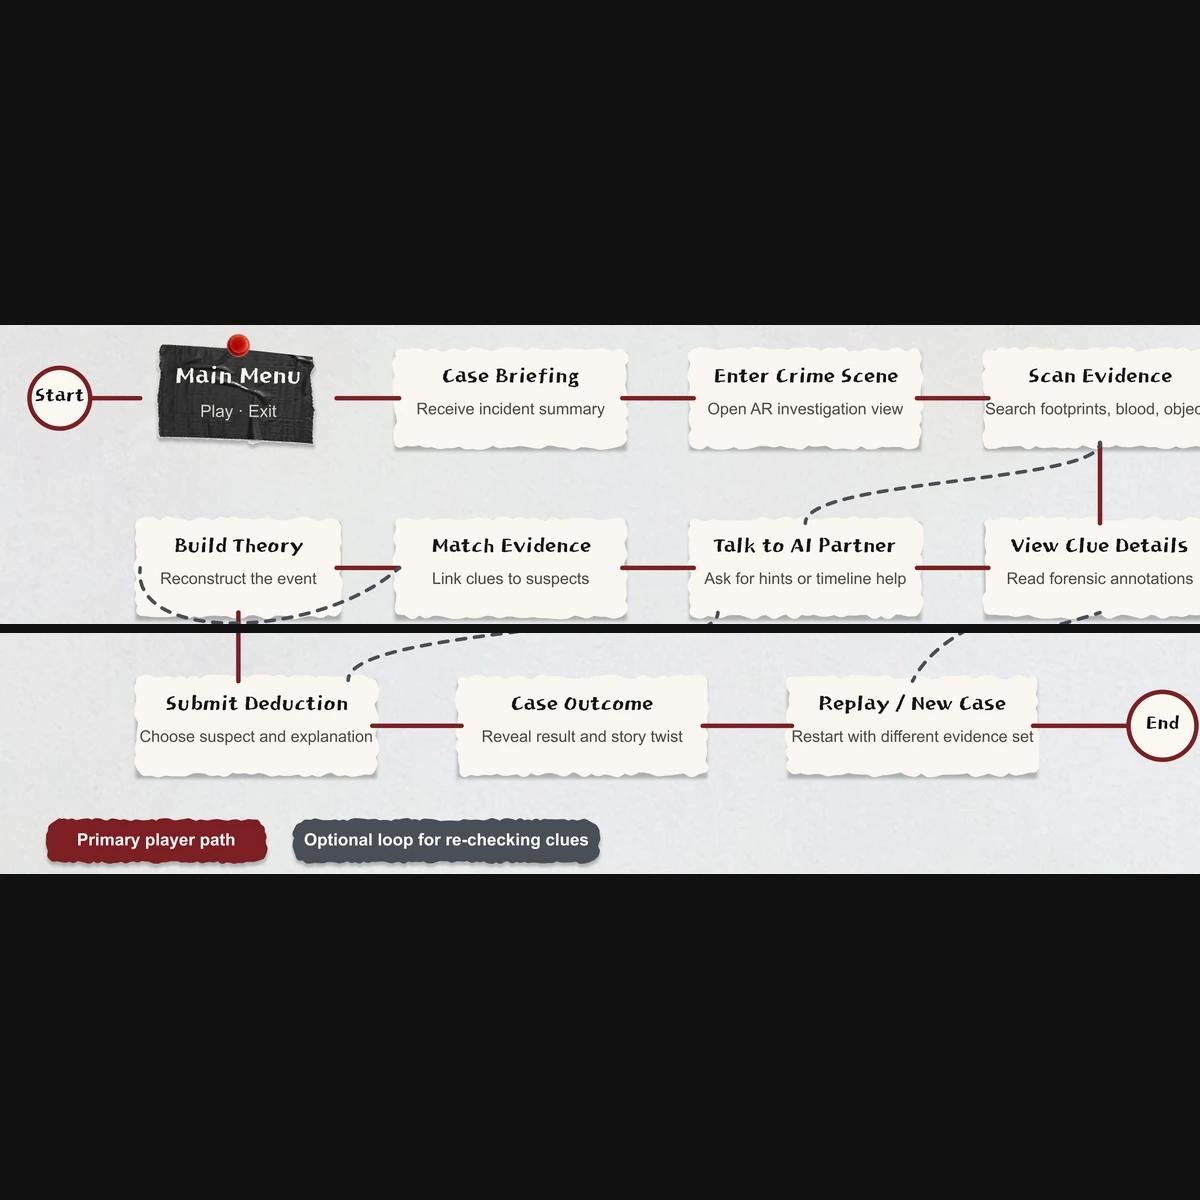 Start
Main Menu
Play · Exit
Case Briefing
Receive incident summary
Enter Crime Scene
Open AR investigation view
Scan Evidence
Search footprints, blood,
Build Theory
Reconstruct the event
Match Evidence
Link clues to suspects
Talk to AI Partner
Ask for hints or timeline help
View Clue Details
Read forensic annotations
Submit Deduction
Choose suspect and explanation
Case Outcome
Reveal result and story twist
Replay / New Case
Restart with different evidence set
End
Primary player path
Optional loop for re-checking clues